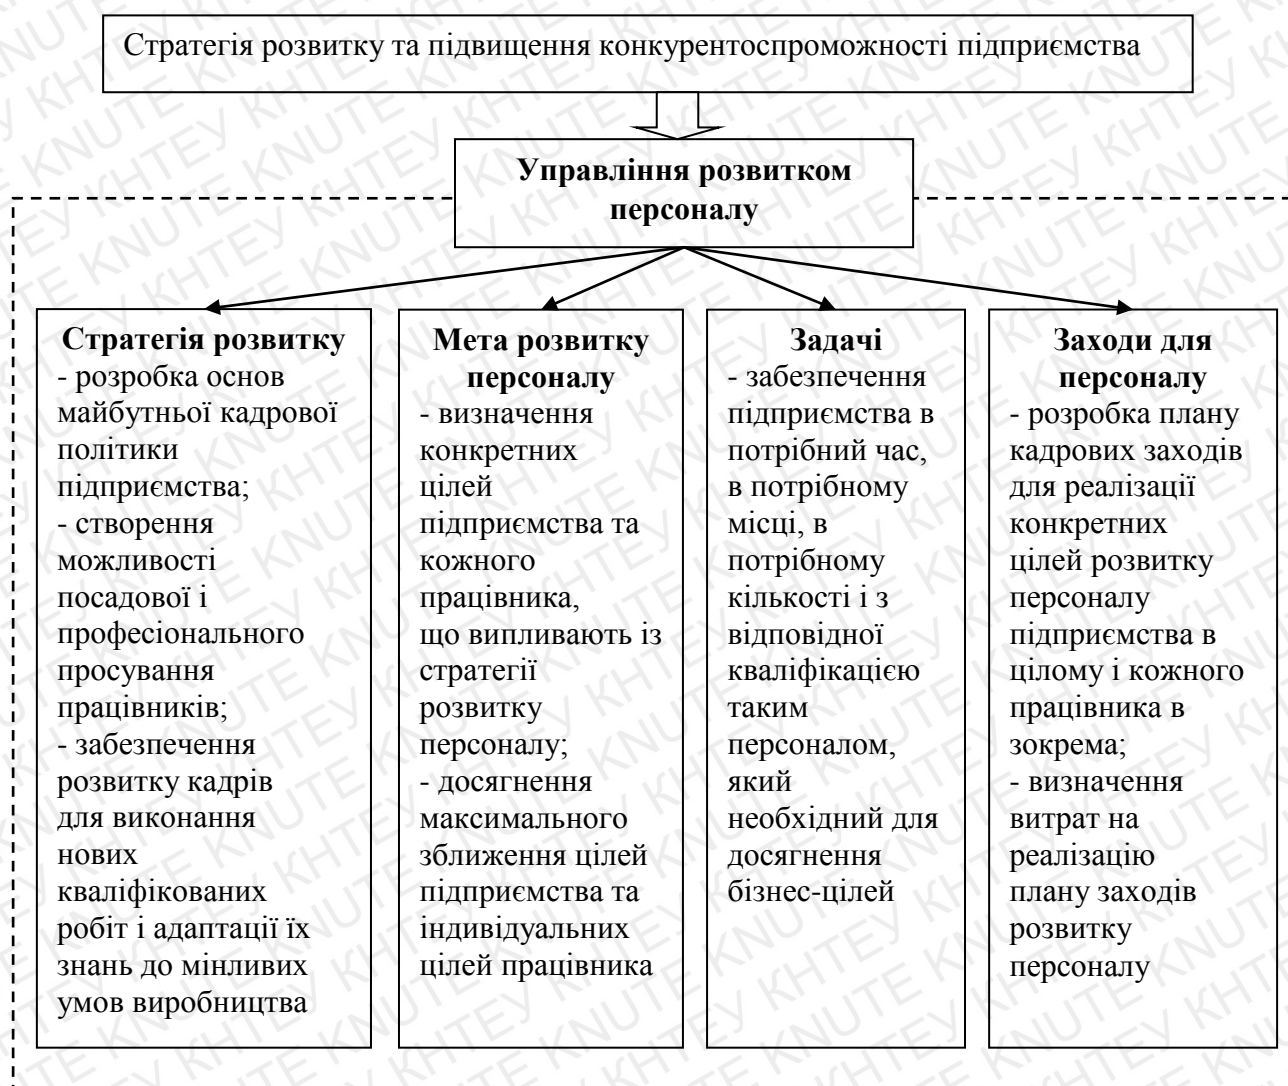 Стратегія розвитку та підвищення конкурентоспроможності підприємства
Управління розвитком
персоналу
Стратегія розвитку
- розробка основ
майбутньої кадрової
політики
підприємства;
- створення
можливості
посадової і
професіонального
просування
працівників;
- забезпечення
розвитку кадрів
для виконання
нових
кваліфікованих
робіт і адаптації їх
знань до мінливих
умов виробництва
Мета розвитку
персоналу
- визначення
конкретних
цілей
підприємства та
кожного
працівника,
що випливають із
стратегії
розвитку
персоналу;
- досягнення
максимального
зближення цілей
підприємства та
індивідуальних
цілей працівника
Задачі
- забезпечення
підприємства в
потрібний час,
в потрібному
місці, в
потрібному
кількості і з
відповідної
кваліфікацією
таким
персоналом,
який
необхідний для
досягнення
бізнес-цілей
Заходи для
персоналу
- розробка плану
кадрових заходів
для реалізації
конкретних
цілей розвитку
персоналу
підприємства в
цілому і кожного
працівника в
зокрема;
- визначення
витрат на
реалізацію
плану заходів
розвитку
персоналу